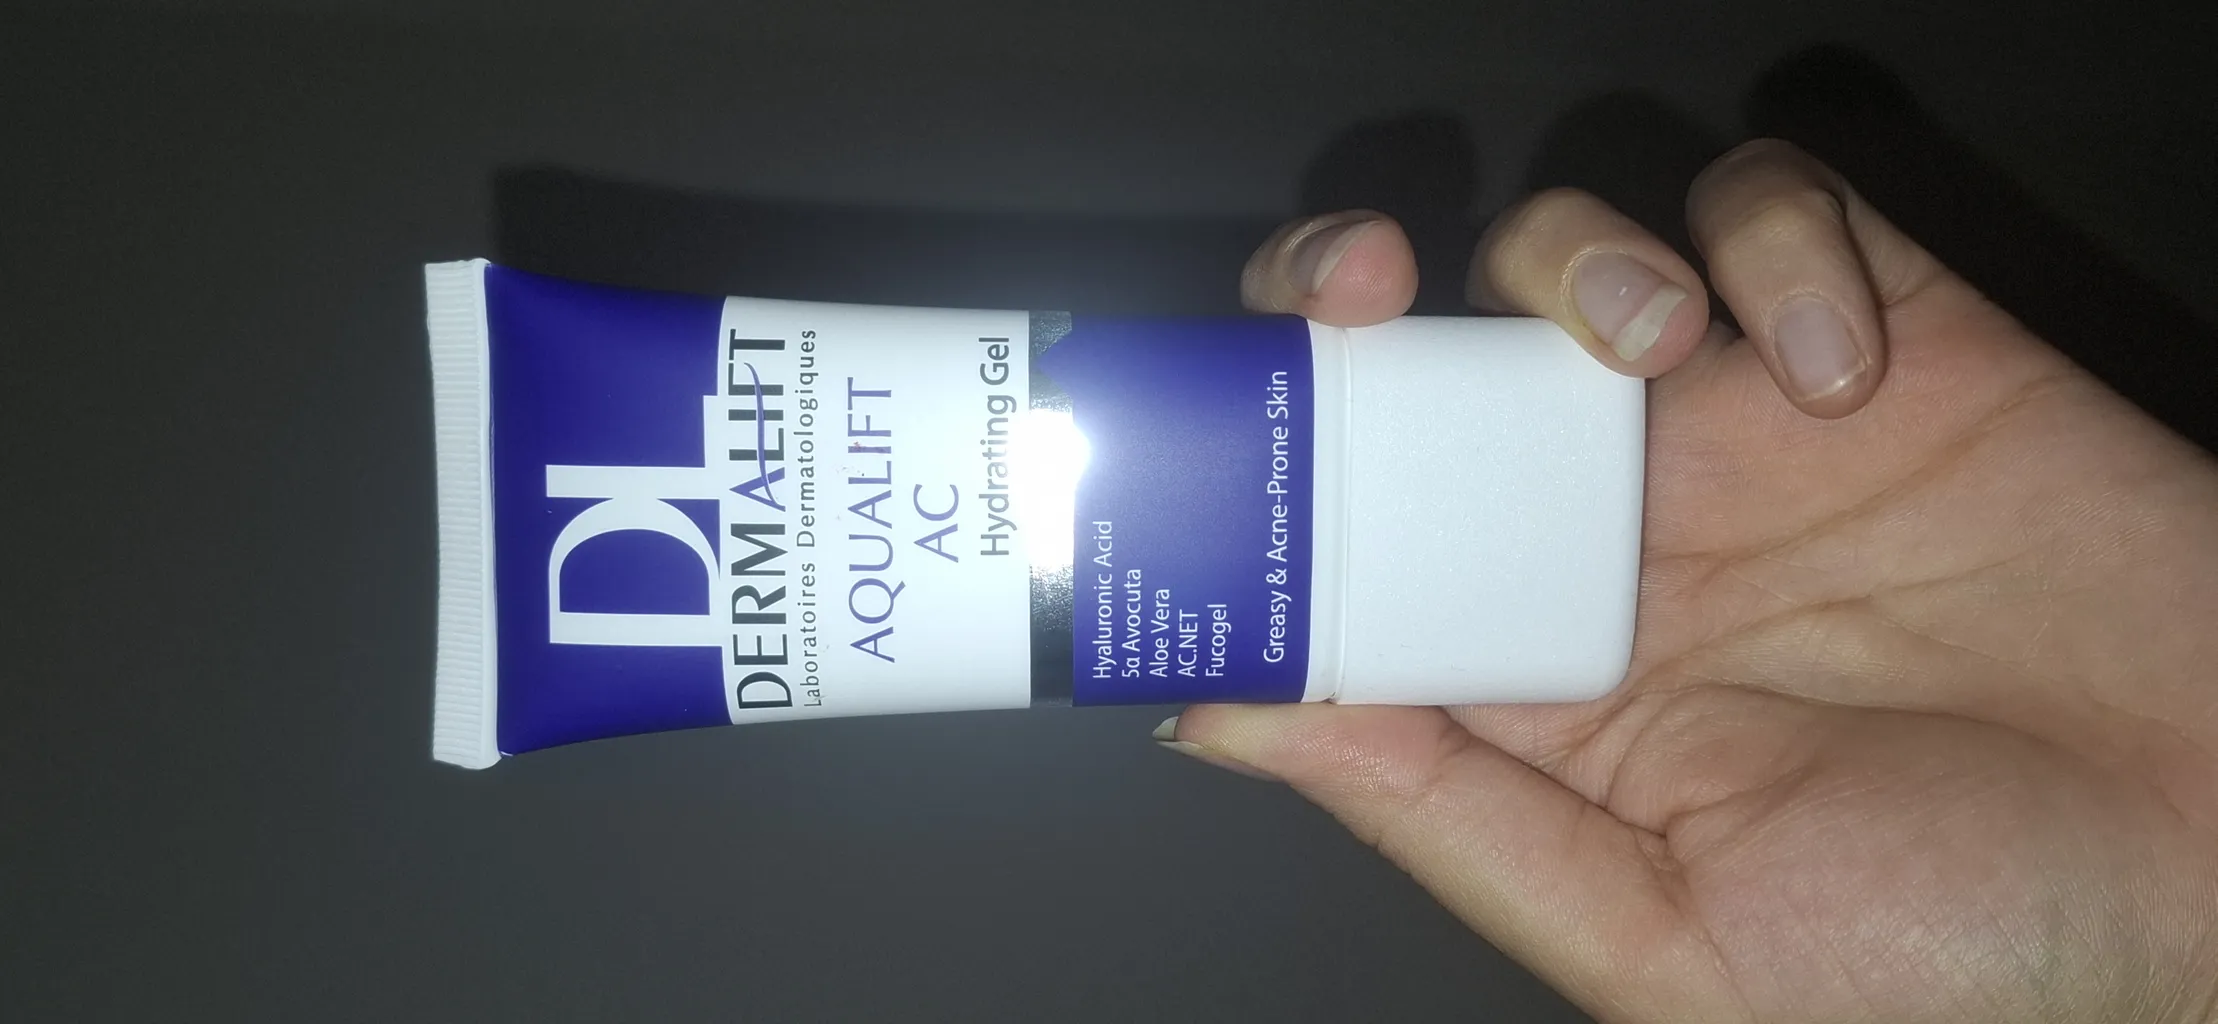 DL
DERMALIFT
Laboratoires Dermatologiques
AQUALIFT
AC
Hydrating Gel
Hyaluronic Acid
5α Avocuta
Aloe Vera
AC.NET
Fucogel
Greasy & Acne-Prone Skin